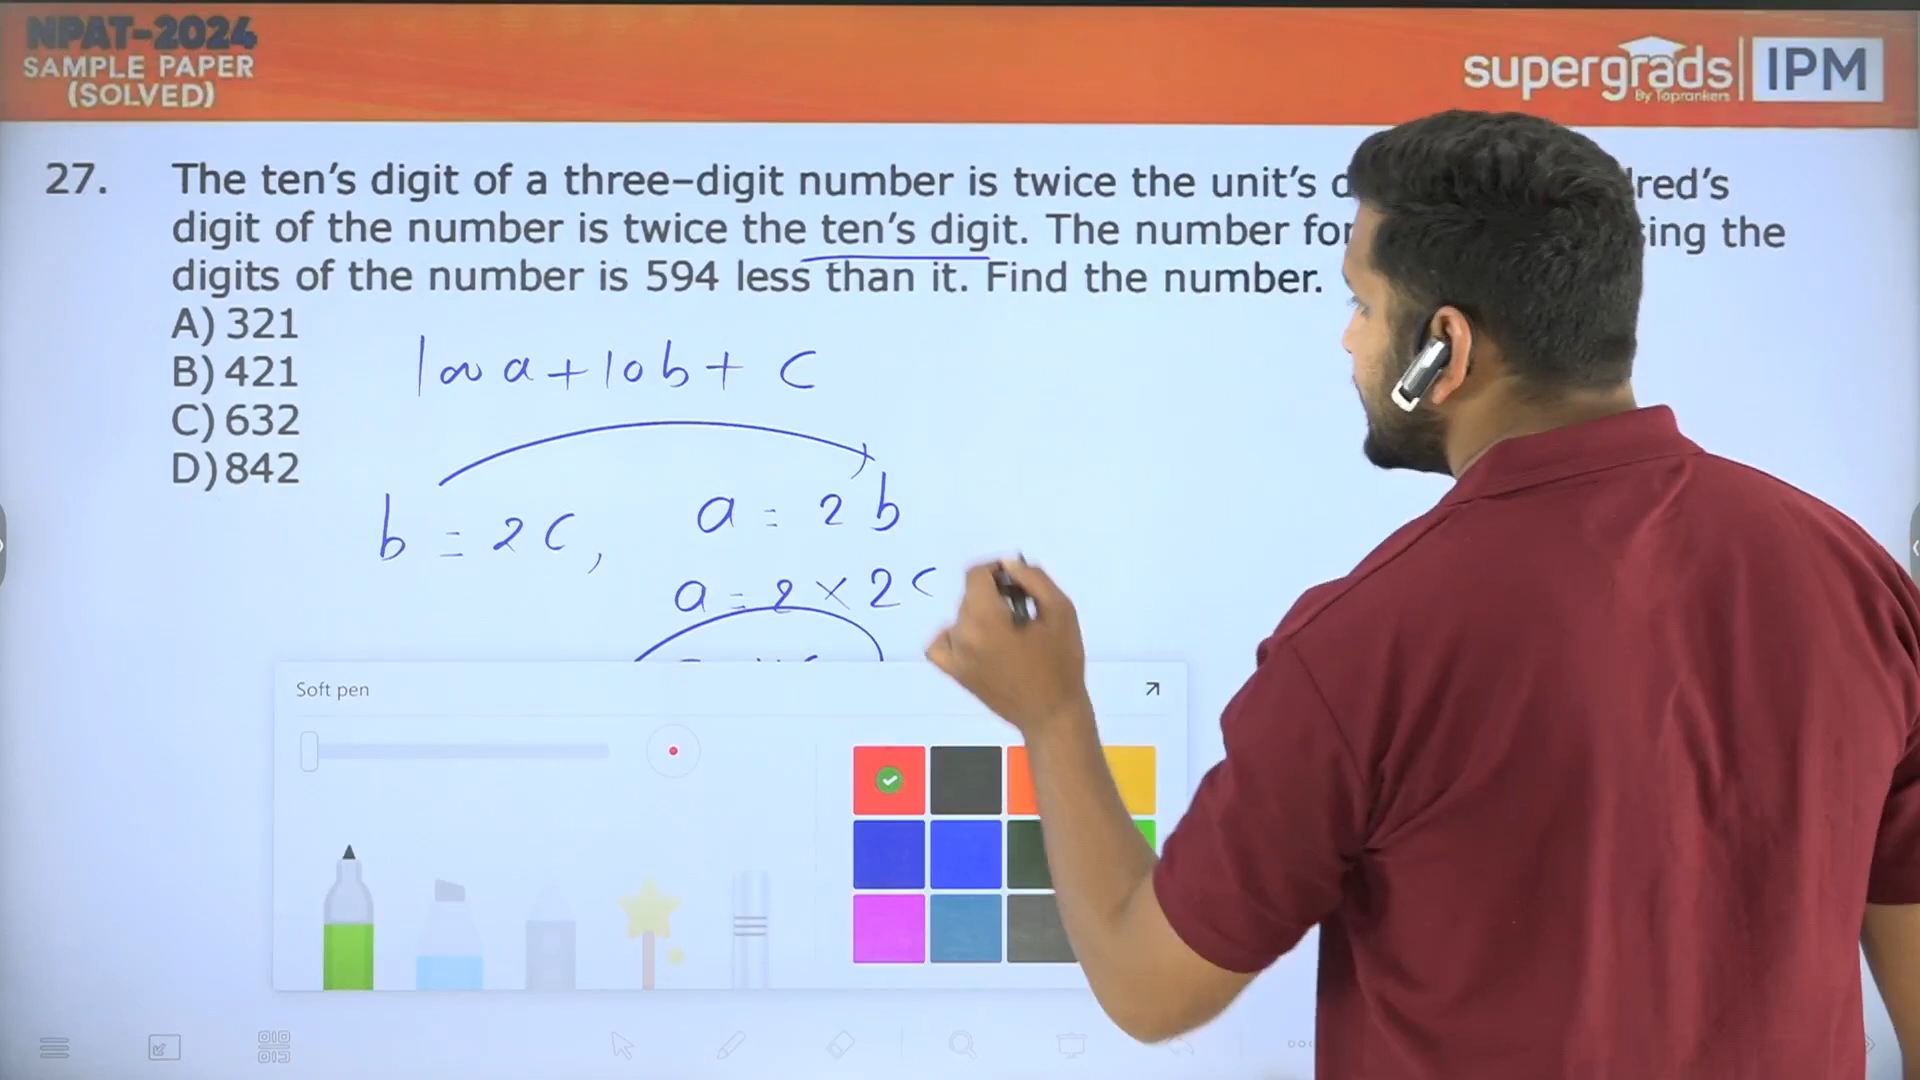 NPAT-2024
SAMPLE PAPER
(SOLVED)
supergrads
By Toprankers
IPM
27. The ten's digit of a three-digit number is twice the unit's
digit of the number is twice the ten's digit. The number the
digits of the number is 594 less than it. Find the number.
A) 321
B) 421
C) 632
D) 842
100a + 10b + c
b = 2c, a = 2b
a = 2 × 2c
Soft pen